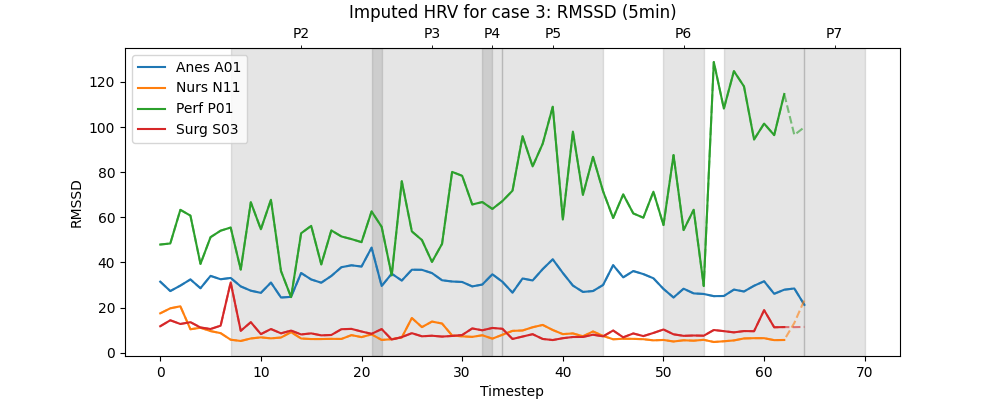 Imputed HRV for case 3: RMSSD (5min)
P2 P3 P4 P5 P6 P7
Anes A01
Nurs N11
Perf P01
Surg S03
120
100
80
60
40
20
0
RMSSD
0 10 20 30 40 50 60 70
Timestep